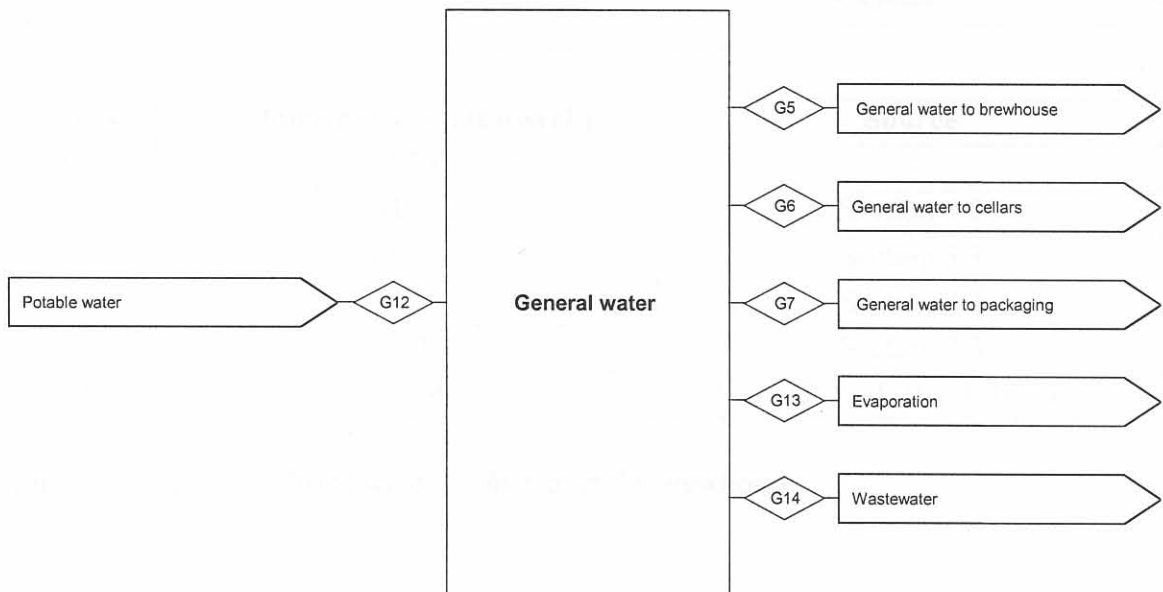 G5
General water to brewhouse
G6
General water to cellars
Potable water
G12
General water
G7
General water to packaging
G13
Evaporation
G14
Wastewater